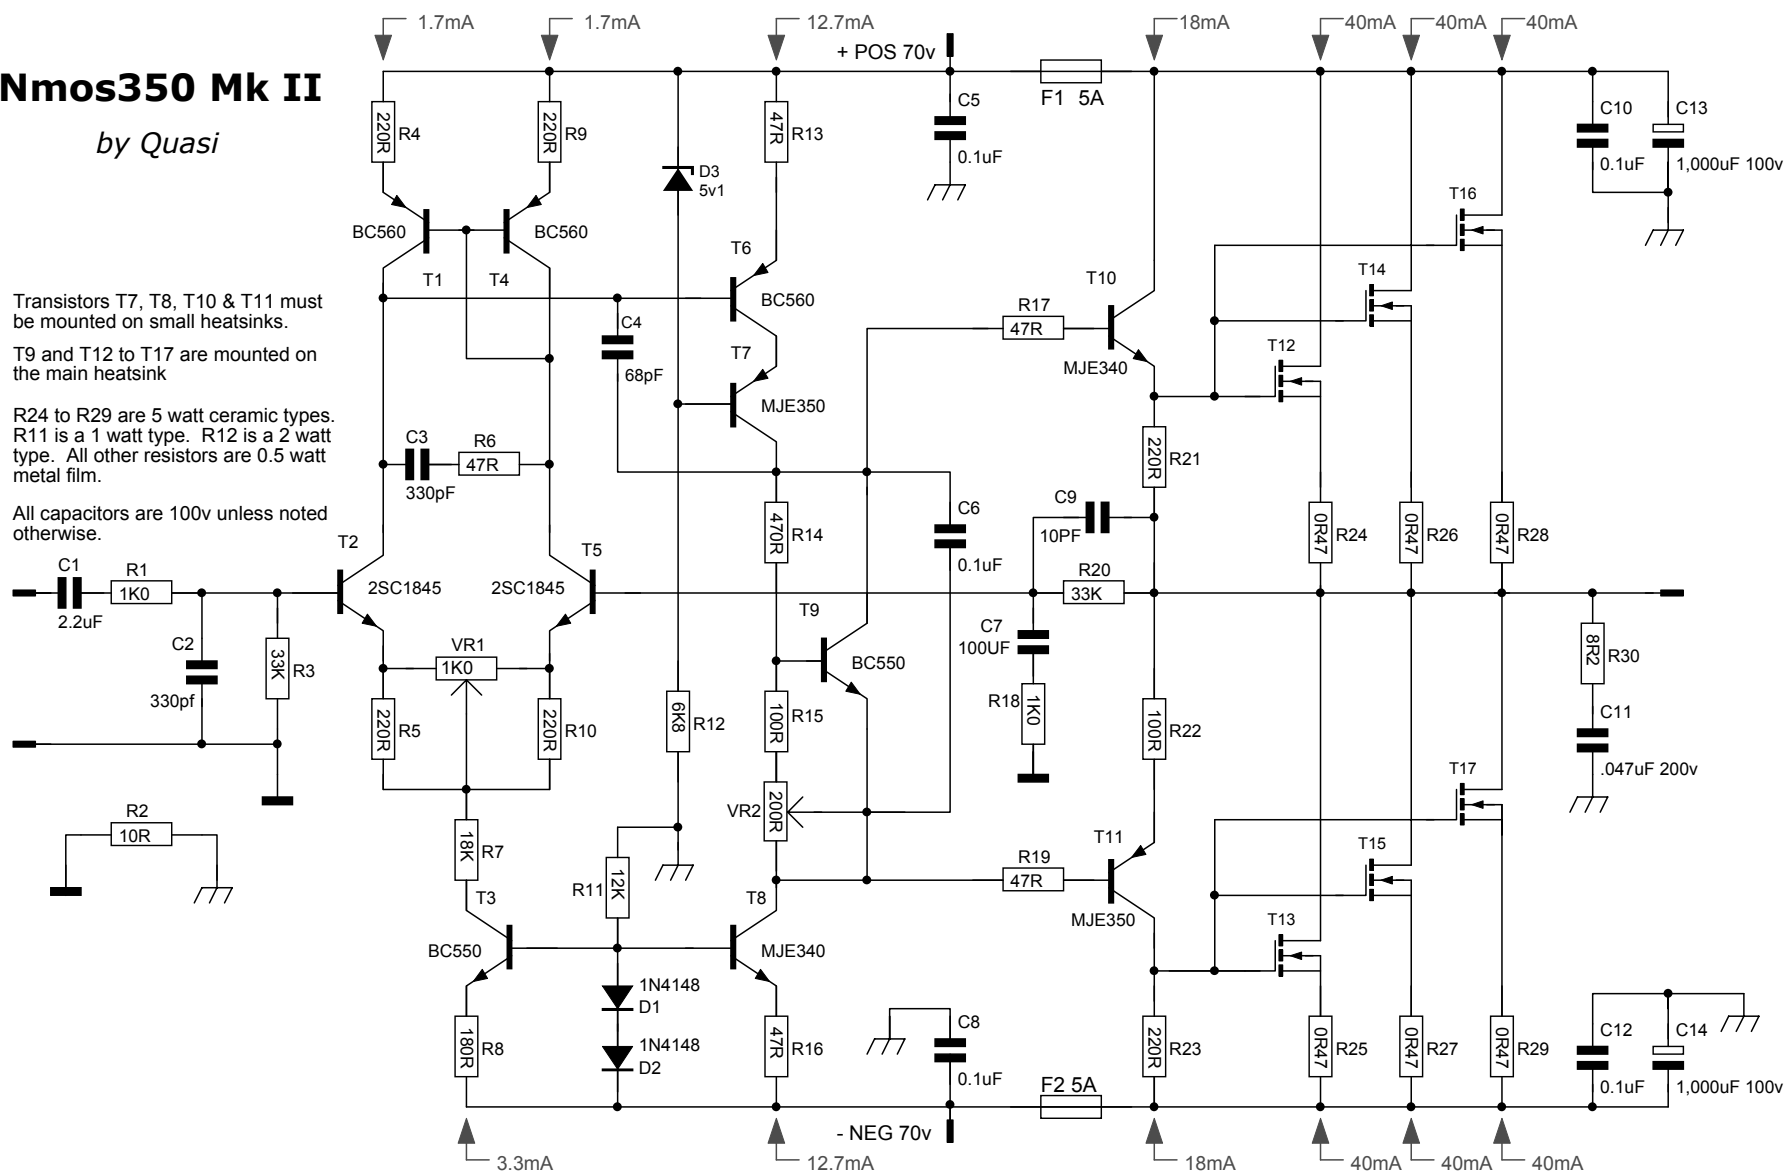 1.7mA
1.7mA
12.7mA
18mA
40mA
40mA
40mA
+ POS 70v
Nmos350 Mk II
by Quasi
F1 5A
220R
R4
220R
R9
47R
R13
C5
0.1uF
C10
0.1uF
C13
1,000uF 100v
D3
5v1
BC560
T1
BC560
T4
T6
BC560
T7
MJE350
T16
T14
T12
T10
MJE340
R17
47R
Transistors T7, T8, T10 & T11 must
be mounted on small heatsinks.
T9 and T12 to T17 are mounted on
the main heatsink
R24 to R29 are 5 watt ceramic types.
R11 is a 1 watt type. R12 is a 2 watt
type. All other resistors are 0.5 watt
metal film.
All capacitors are 100v unless noted
otherwise.
C4
68pF
C3
330pF
R6
47R
220R
R21
470R
R14
C6
0.1uF
C9
10PF
0R47
R24
0R47
R26
0R47
R28
C1
2.2uF
R1
1K0
T2
2SC1845
T5
2SC1845
R20
33K
C2
330pf
33K
R3
VR1
1K0
T9
BC550
C7
100UF
8R2
R30
220R
R5
220R
R10
6K8
R12
100R
R15
R18
1K0
100R
R22
C11
.047uF 200v
R2
10R
18K
R7
R11
12K
VR2
200R
T11
MJE350
R19
47R
T17
T15
T13
T3
BC550
T8
MJE340
1N4148
D1
1N4148
D2
180R
R8
47R
R16
C8
0.1uF
220R
R23
0R47
R25
0R47
R27
0R47
R29
C12
0.1uF
C14
1,000uF 100v
F2 5A
- NEG 70v
3.3mA
12.7mA
18mA
40mA
40mA
40mA